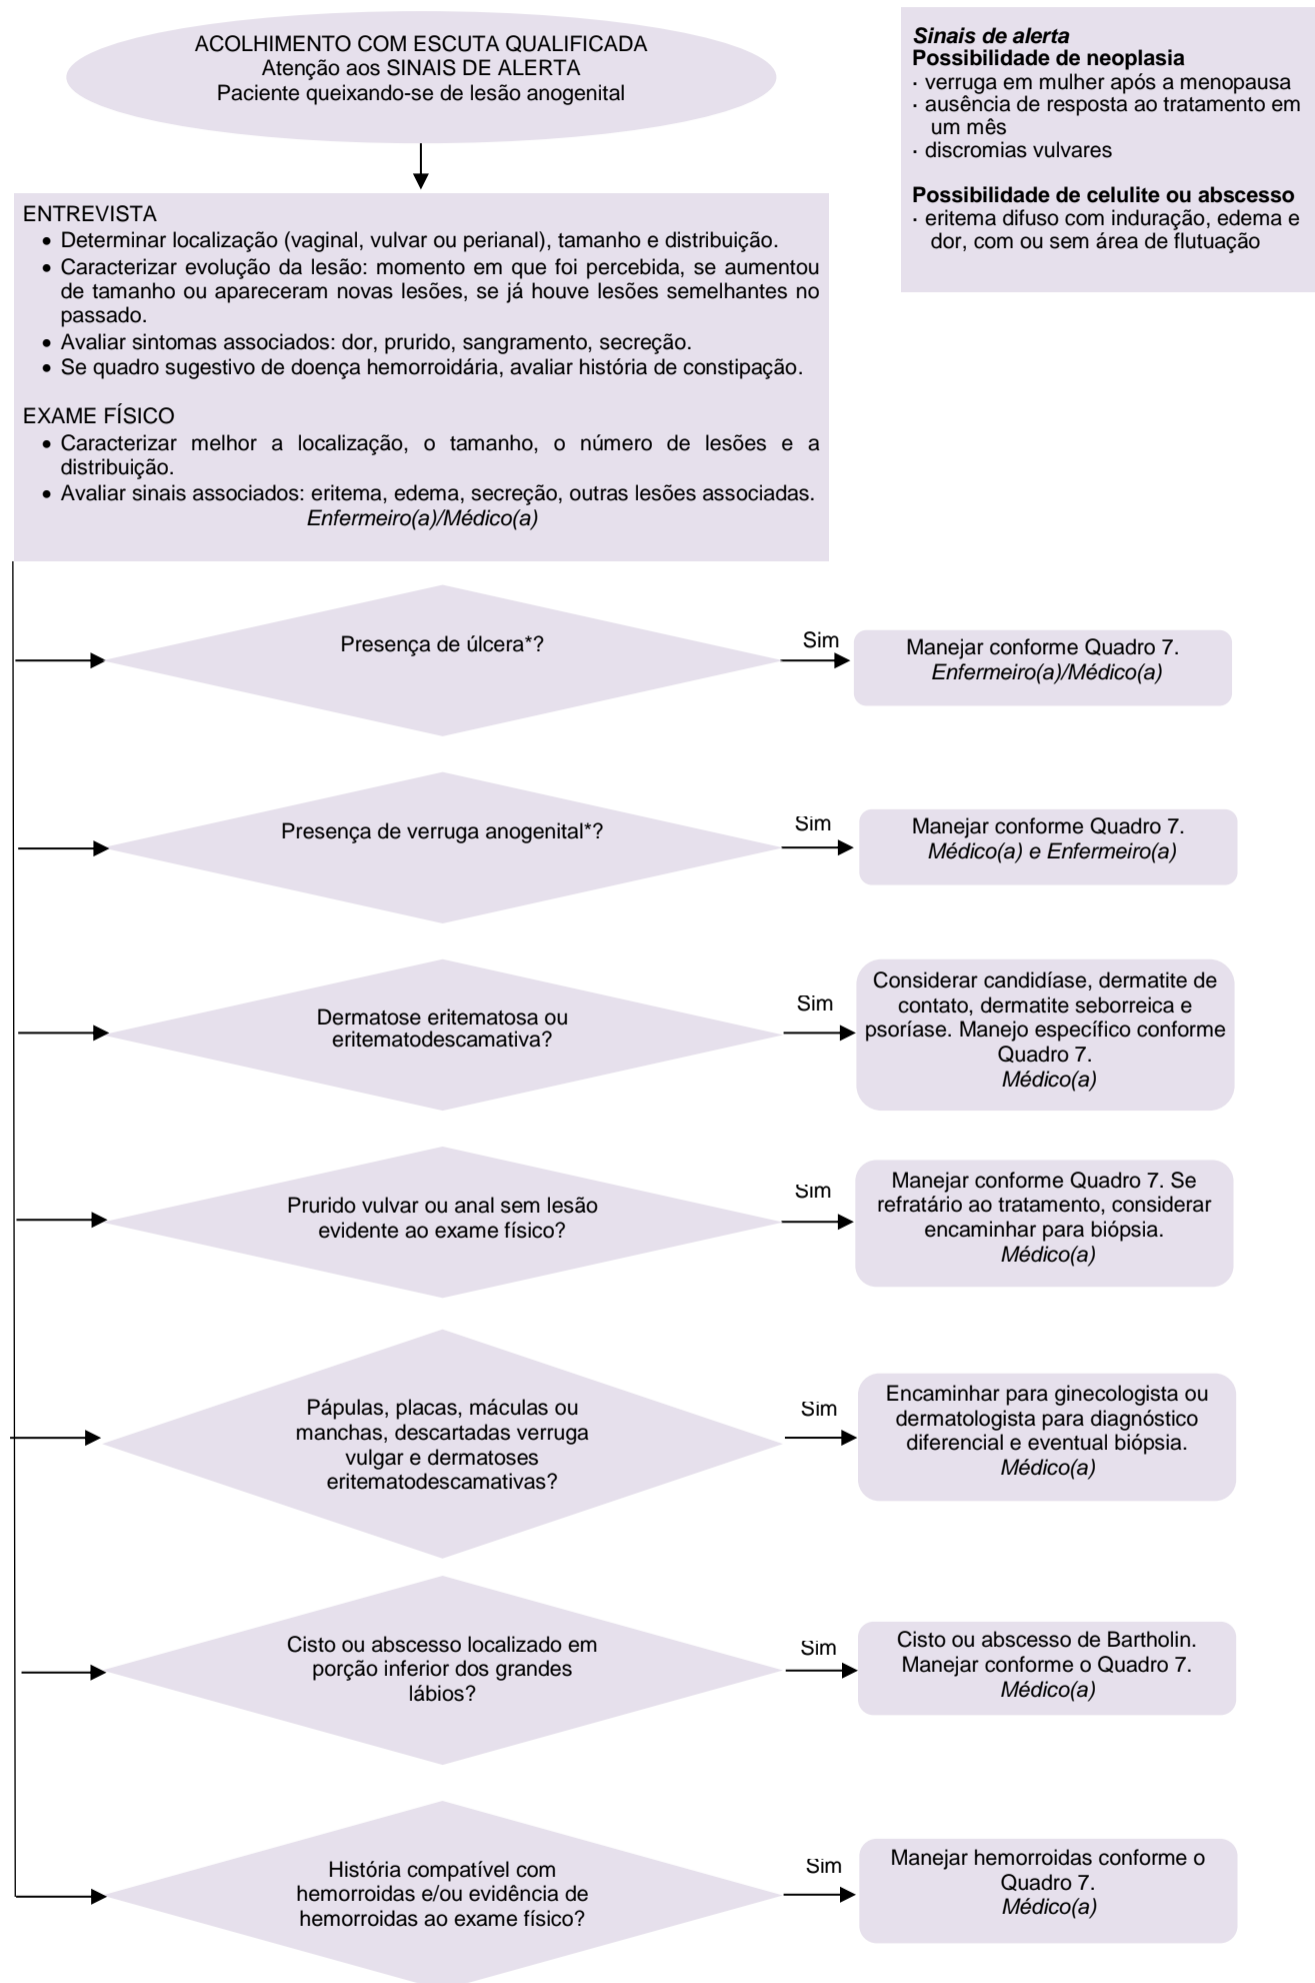 ACOLHIMENTO COM ESCUTA QUALIFICADA
Atenção aos SINAIS DE ALERTA
Paciente queixando-se de lesão anogenital
Sinais de alerta
Possibilidade de neoplasia
· verruga em mulher após a menopausa
· ausência de resposta ao tratamento em
um mês
· discromias vulvares
Possibilidade de celulite ou abscesso
· eritema difuso com induração, edema e
dor, com ou sem área de flutuação
ENTREVISTA
• Determinar localização (vaginal, vulvar ou perianal), tamanho e distribuição.
• Caracterizar evolução da lesão: momento em que foi percebida, se aumentou
de tamanho ou apareceram novas lesões, se já houve lesões semelhantes no
passado.
• Avaliar sintomas associados: dor, prurido, sangramento, secreção.
• Se quadro sugestivo de doença hemorroidária, avaliar história de constipação.
EXAME FÍSICO
• Caracterizar melhor a localização, o tamanho, o número de lesões e a
distribuição.
• Avaliar sinais associados: eritema, edema, secreção, outras lesões associadas.
Enfermeiro(a)/Médico(a)
Presença de úlcera*?
Sim
Manejar conforme Quadro 7.
Enfermeiro(a)/Médico(a)
Presença de verruga anogenital*?
Sim
Manejar conforme Quadro 7.
Médico(a) e Enfermeiro(a)
Dermatose eritematosa ou
eritematodescamativa?
Sim
Considerar candidíase, dermatite de
contato, dermatite seborreica e
psoríase. Manejo específico conforme
Quadro 7.
Médico(a)
Prurido vulvar ou anal sem lesão
evidente ao exame físico?
Sim
Manejar conforme Quadro 7. Se
refratário ao tratamento, considerar
encaminhar para biópsia.
Médico(a)
Pápulas, placas, máculas ou
manchas, descartadas verruga
vulgar e dermatoses
eritematodescamativas?
Sim
Encaminhar para ginecologista ou
dermatologista para diagnóstico
diferencial e eventual biópsia.
Médico(a)
Cisto ou abscesso localizado em
porção inferior dos grandes
lábios?
Sim
Cisto ou abscesso de Bartholin.
Manejar conforme o Quadro 7.
Médico(a)
História compatível com
hemorroidas e/ou evidência de
hemorroidas ao exame físico?
Sim
Manejar hemorroidas conforme o
Quadro 7.
Médico(a)